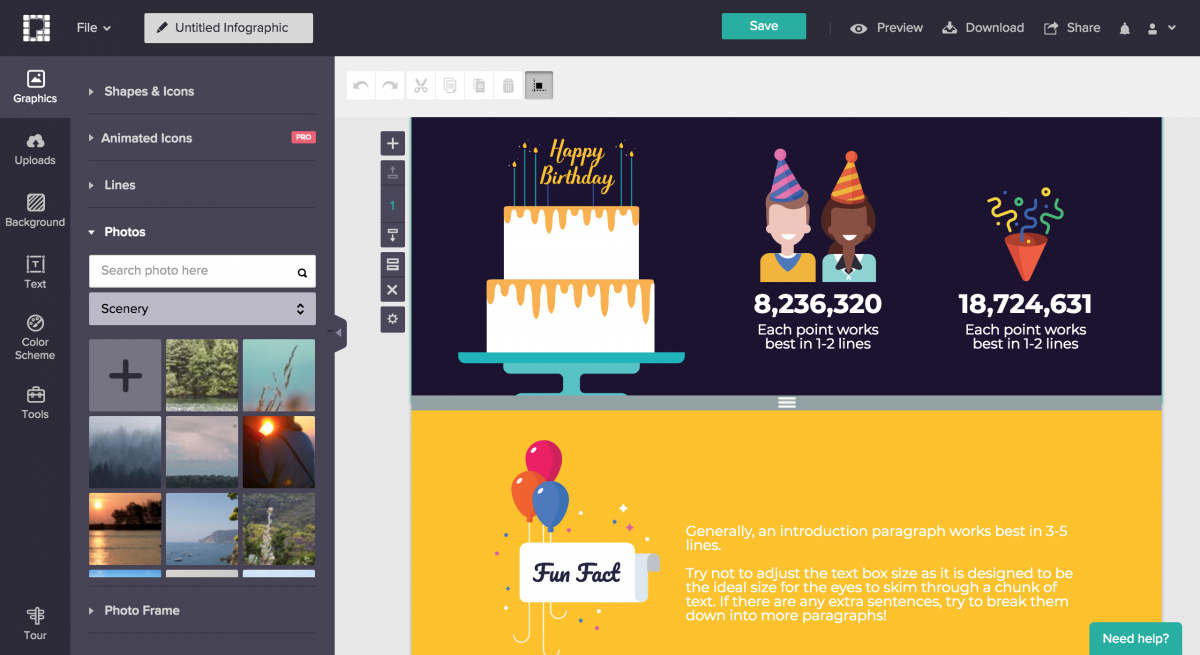 File
Untitled Infographic
Save
Preview
Download
Share
Graphics
Uploads
Background
Text
Color
Scheme
Tools
Tour
Shapes & Icons
Animated Icons
PRO
Lines
Photos
Search photo here
Scenery
Photo Frame
1
Happy
Birthday
8,236,320
Each point works
best in 1-2 lines
18,724,631
Each point works
best in 1-2 lines
Fun Fact
Generally, an introduction paragraph works best in 3-5
lines.
Try not to adjust the text box size as it is designed to be
the ideal size for the eyes to skim through a chunk of
text. If there are any extra sentences, try to break them
down into more paragraphs!
Need help?